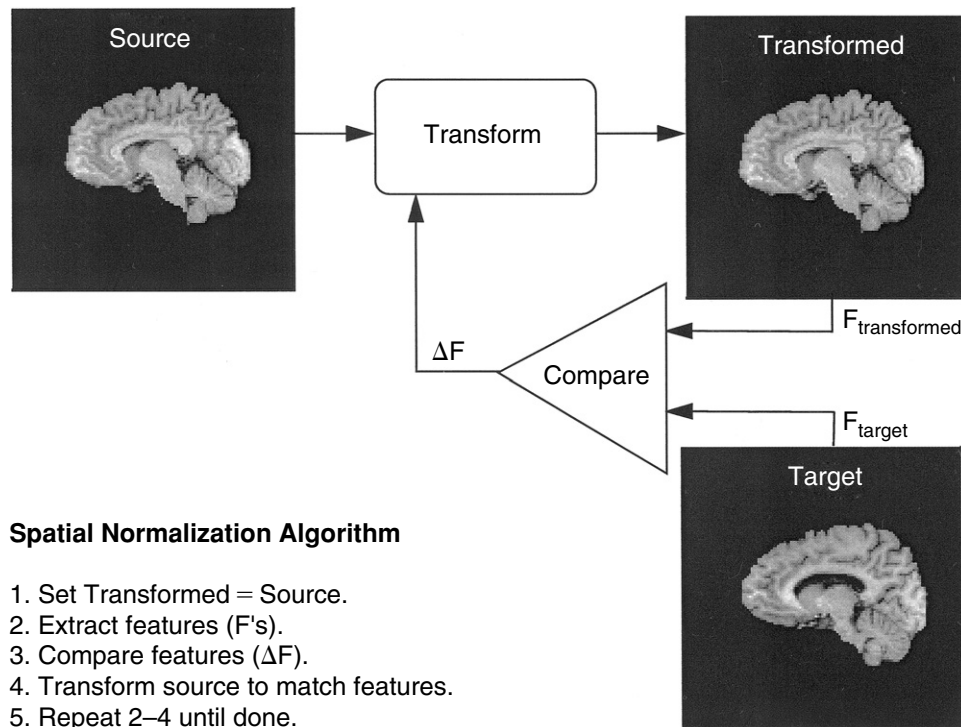 Source
Transformed
Transform
F_transformed
ΔF
Compare
F_target
Target
Spatial Normalization Algorithm
1. Set Transformed = Source.
2. Extract features (F's).
3. Compare features (ΔF).
4. Transform source to match features.
5. Repeat 2–4 until done.